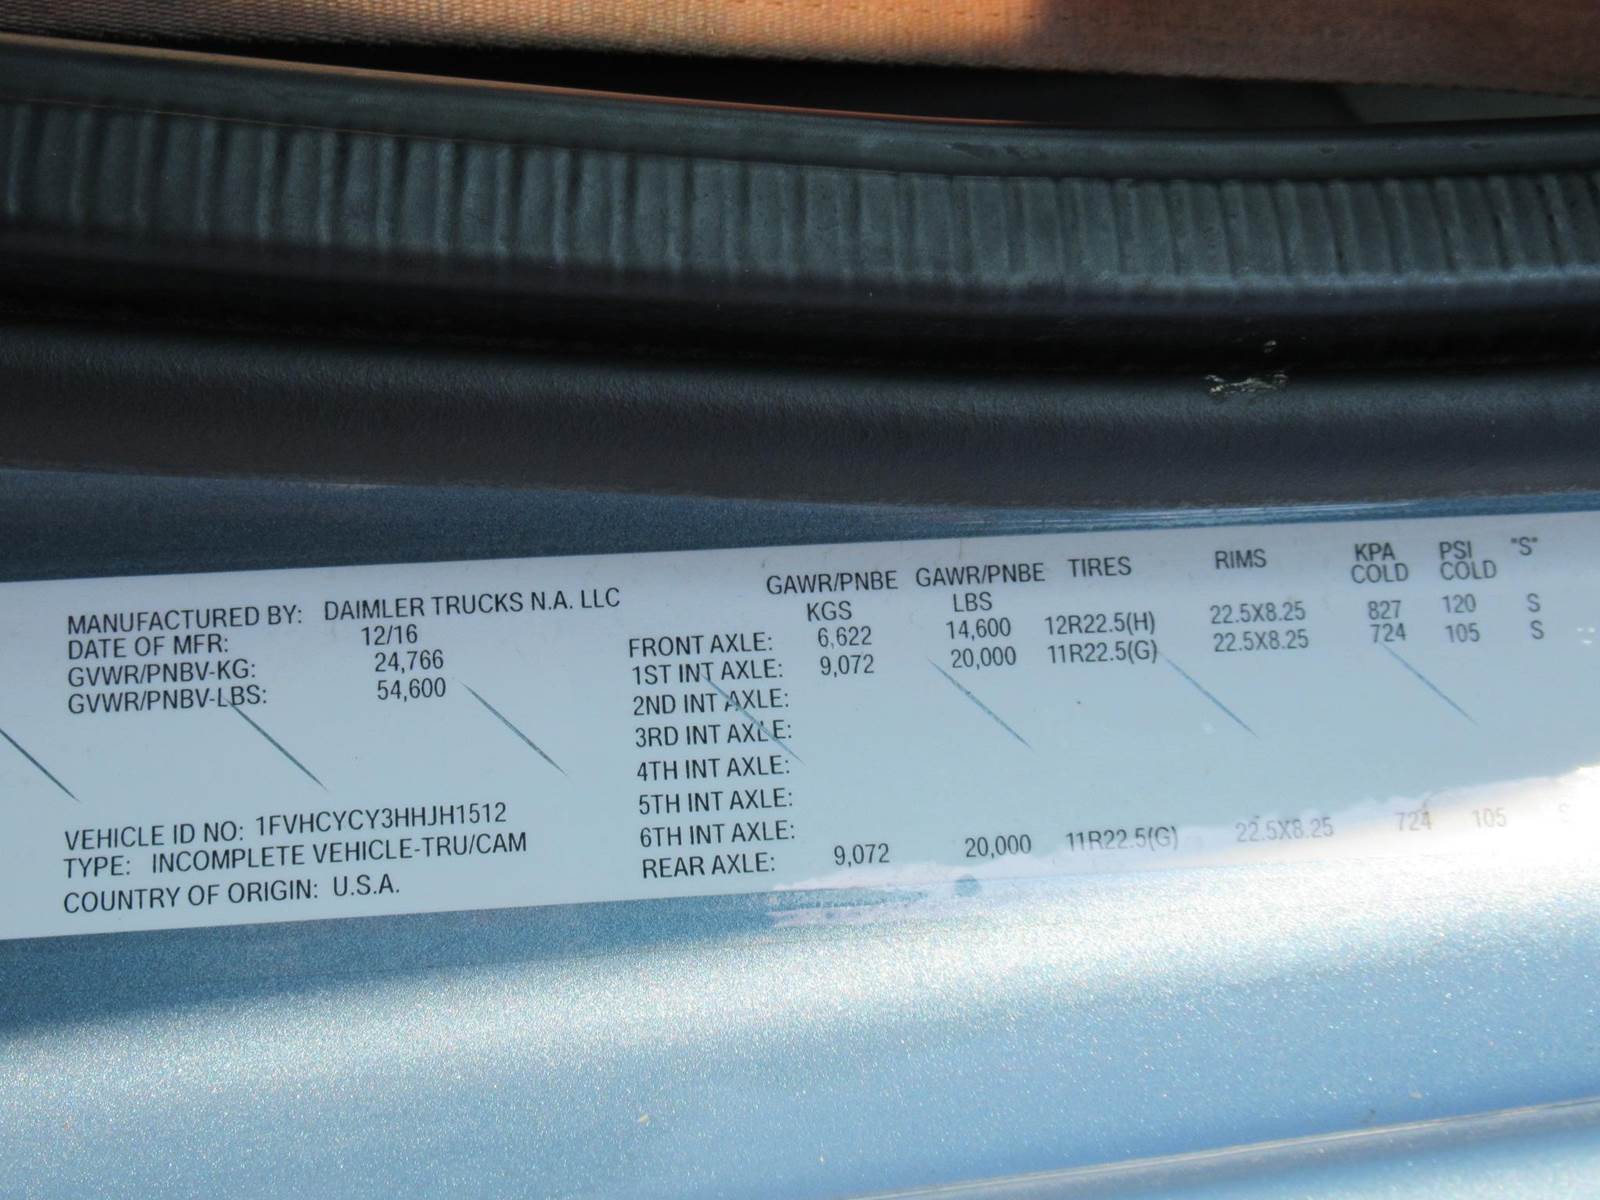 MANUFACTURED BY: DAIMLER TRUCKS N.A. LLC
DATE OF MFR: 12/16
GVWR/PNBV-KG: 24,766
GVWR/PNBV-LBS: 54,600
VEHICLE ID NO: 1FVHCYCY3HHJH1512
TYPE: INCOMPLETE VEHICLE-TRU/CAM
COUNTRY OF ORIGIN: U.S.A.
GAWR/PNBE GAWR/PNBE TIRES RIMS KPA PSI "S"
KGS LBS COLD COLD
FRONT AXLE: 6,622 14,600 12R22.5(H) 22.5X8.25 827 120 S
1ST INT AXLE: 9,072 20,000 11R22.5(G) 22.5X8.25 724 105 S
2ND INT AXLE:
3RD INT AXLE:
4TH INT AXLE:
5TH INT AXLE:
6TH INT AXLE:
REAR AXLE: 9,072 20,000 11R22.5(G) 22.5X8.25 724 105 S